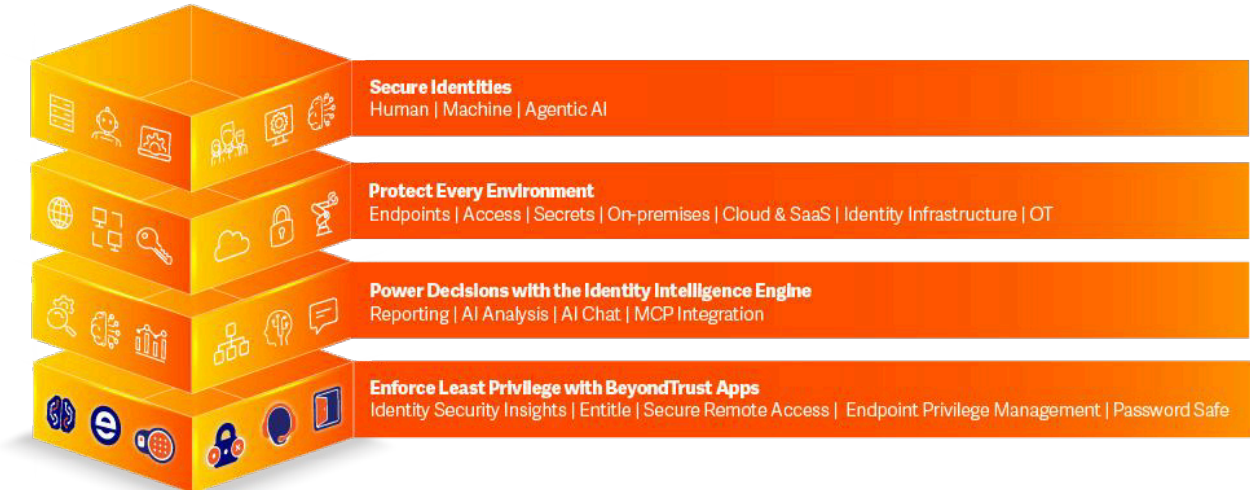 Secure Identities
Human | Machine | Agentic AI
Protect Every Environment
Endpoints | Access | Secrets | On-premises | Cloud & SaaS | Identity Infrastructure | OT
Power Decisions with the Identity Intelligence Engine
Reporting | AI Analysis | AI Chat | MCP Integration
Enforce Least Privilege with BeyondTrust Apps
Identity Security Insights | Entitle | Secure Remote Access | Endpoint Privilege Management | Password Safe